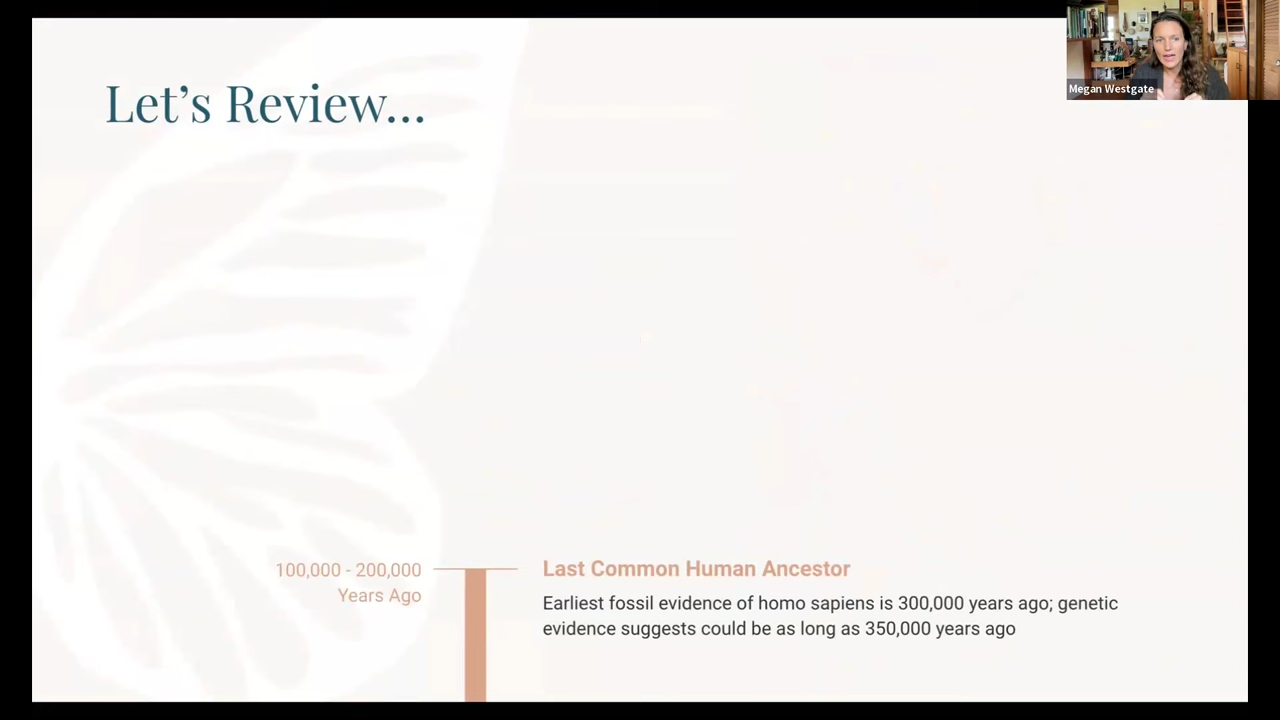 Megan Westgate
Let’s Review...
100,000 - 200,000
Years Ago
Last Common Human Ancestor
Earliest fossil evidence of homo sapiens is 300,000 years ago; genetic
evidence suggests could be as long as 350,000 years ago